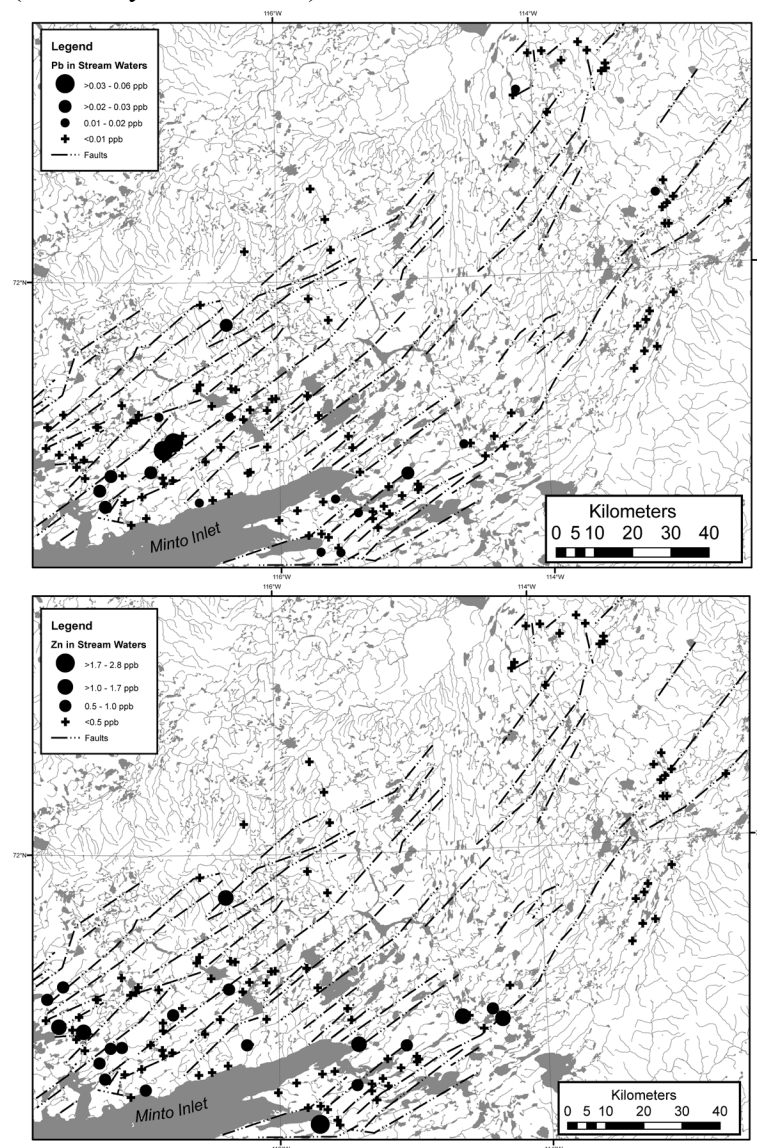 116°W 114°W
Legend
Pb in Stream Waters
>0.03 - 0.06 ppb
>0.02 - 0.03 ppb
0.01 - 0.02 ppb
<0.01 ppb
Faults
72°N
Kilometers
0 5 10 20 30 40
Minto Inlet
116°W 114°W
116°W 114°W
Legend
Zn in Stream Waters
>1.7 - 2.8 ppb
>1.0 - 1.7 ppb
0.5 - 1.0 ppb
<0.5 ppb
Faults
72°N
Kilometers
0 5 10 20 30 40
Minto Inlet